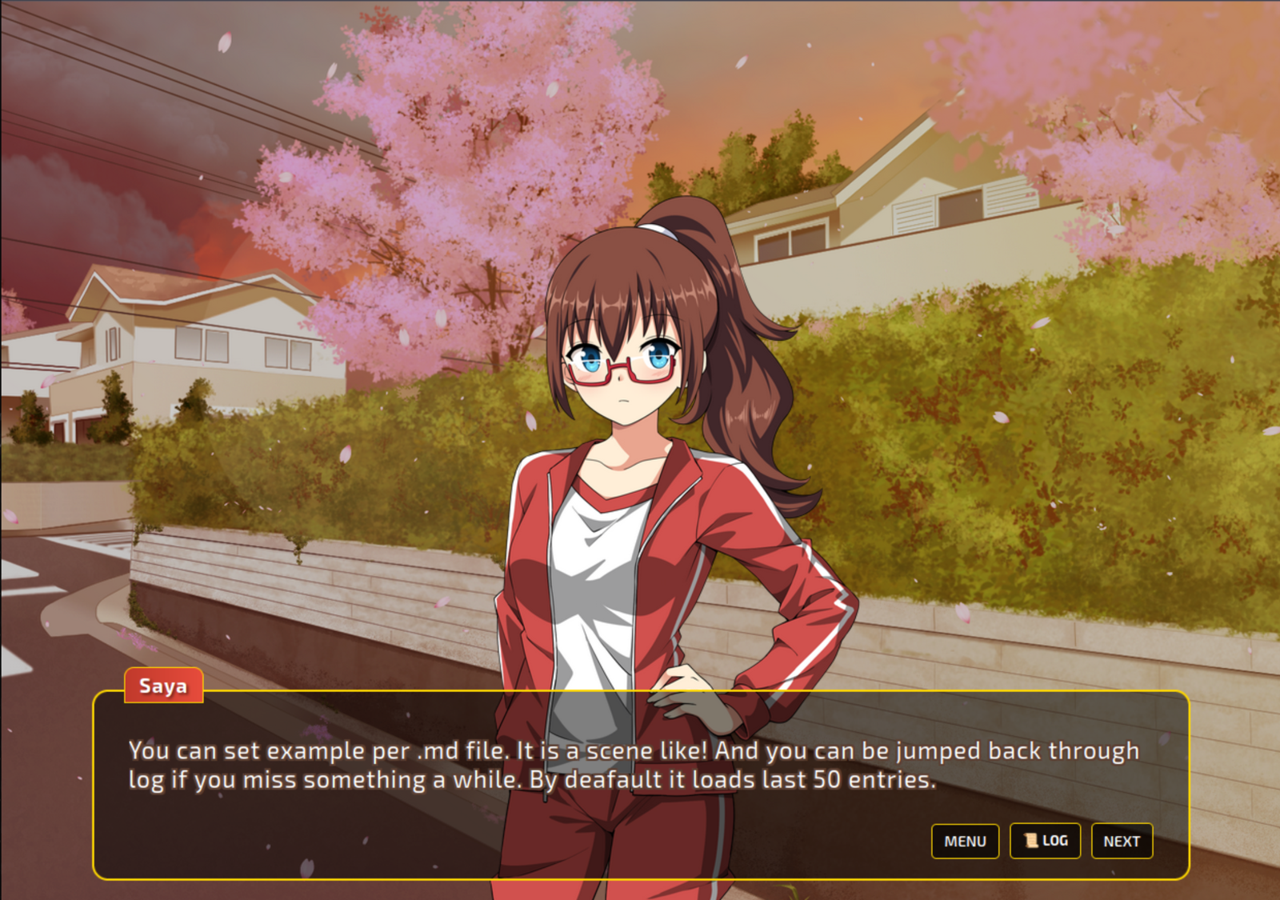 Saya
You can set example per .md file. It is a scene like! And you can be jumped back through
log if you miss something a while. By deafault it loads last 50 entries.
MENU
📜 LOG
NEXT